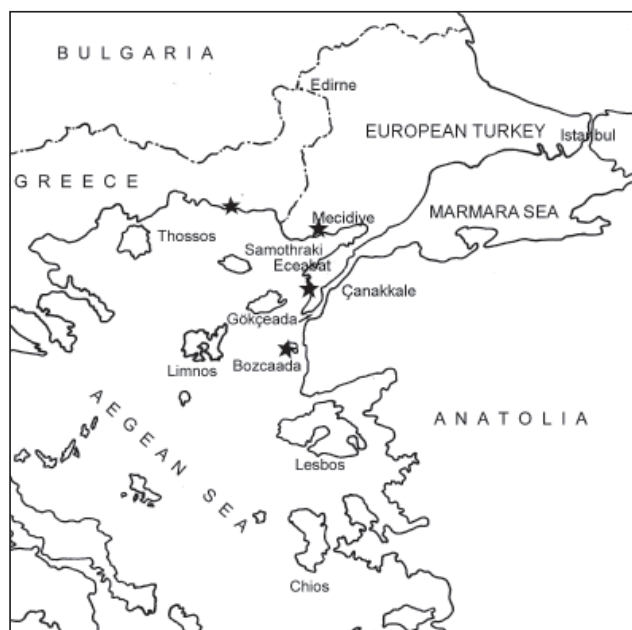 BULGARIA
Edirne
EUROPEAN TURKEY
Istanbul
GREECE
Mecidive
MARMARA SEA
Thossos
Samothraki
Eceabat
Çanakkale
Gökçeada
Limnos
Bozcaada
AEGEAN SEA
ANATOLIA
Lesbos
Chios